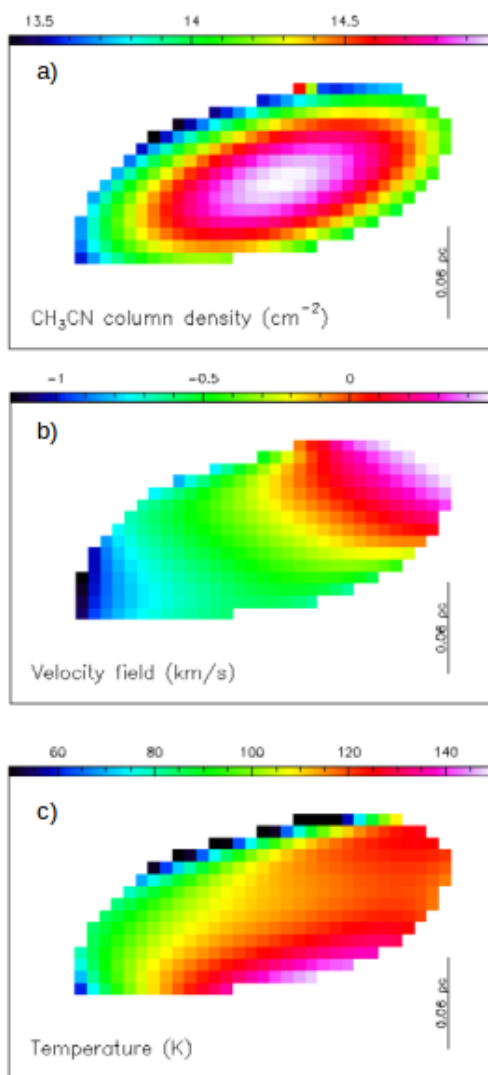 13.5 14 14.5
a)
0.06 pc
CH₃CN column density (cm⁻²)
−1 −0.5 0
b)
0.06 pc
Velocity field (km/s)
60 80 100 120 140
c)
0.06 pc
Temperature (K)